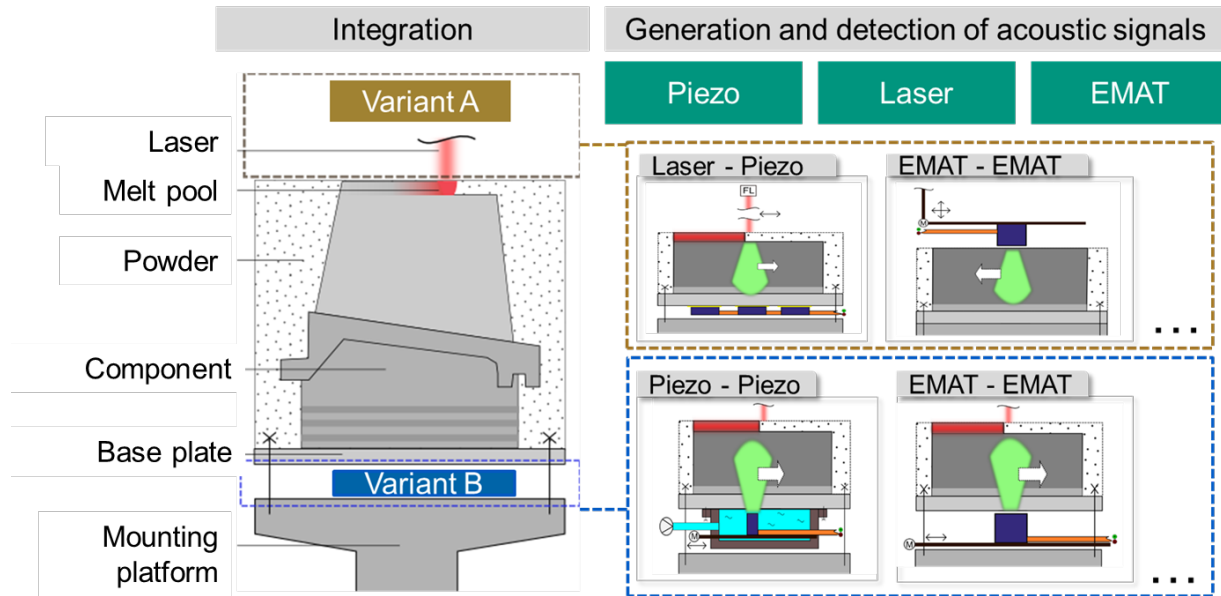 Integration
Generation and detection of acoustic signals
Piezo
Laser
EMAT
Variant A
Laser
Melt pool
Powder
Component
Base plate
Variant B
Mounting
platform
Laser - Piezo
FL
EMAT - EMAT
M
...
Piezo - Piezo
M
EMAT - EMAT
M
...